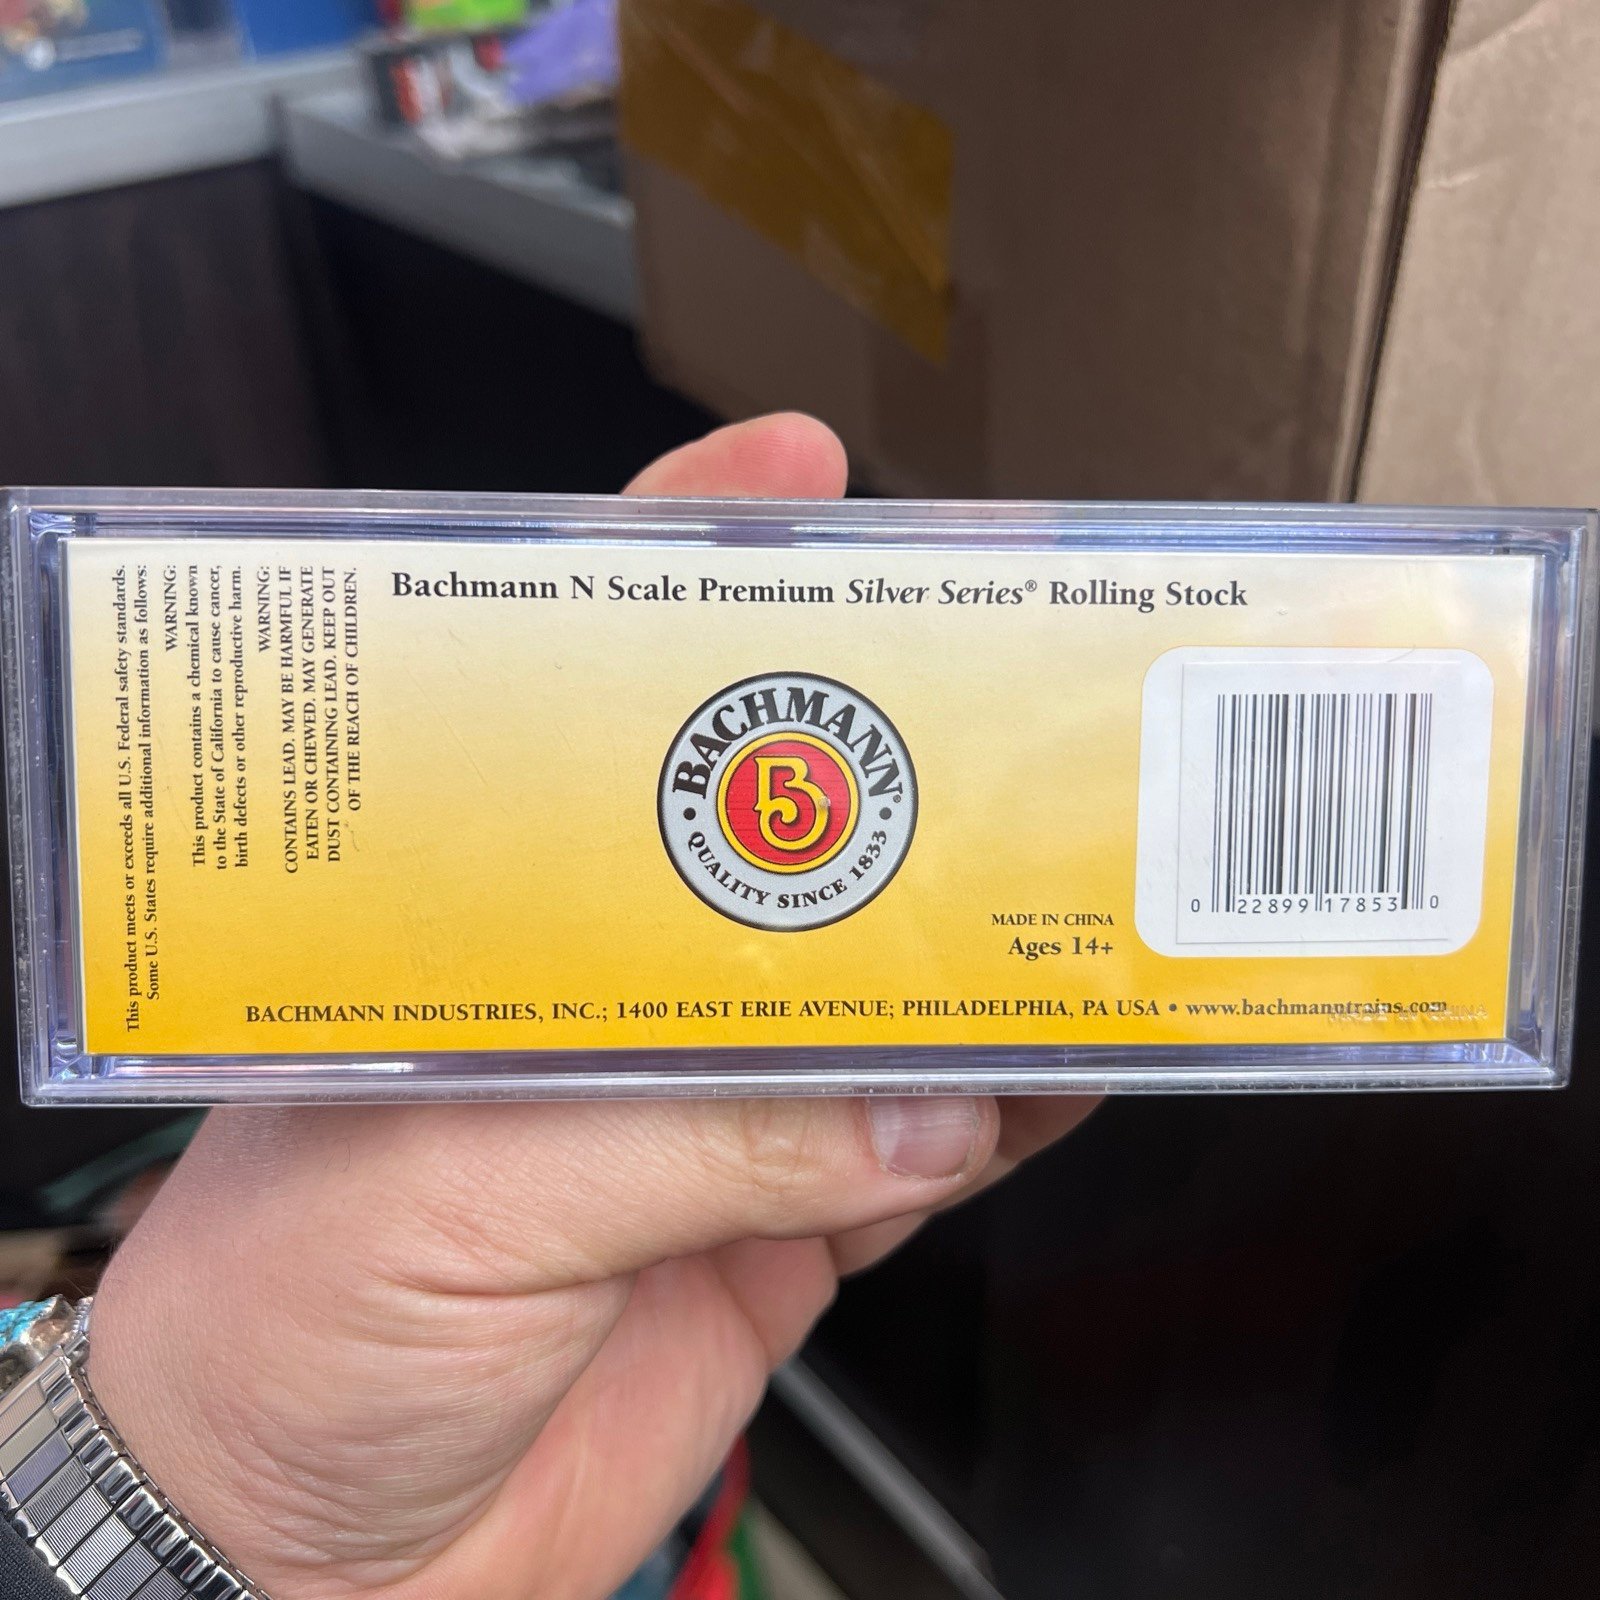 Bachmann N Scale Premium Silver Series® Rolling Stock
This product meets or exceeds all U.S. Federal safety standards.
Some U.S. States require additional information as follows:
WARNING:
This product contains a chemical known
to the State of California to cause cancer,
birth defects or other reproductive harm.
WARNING:
CONTAINS LEAD. MAY BE HARMFUL IF
EATEN OR CHEWED. MAY GENERATE
DUST CONTAINING LEAD. KEEP OUT
OF THE REACH OF CHILDREN.
• BACHMANN® •
B
QUALITY SINCE 1833
MADE IN CHINA
Ages 14+
0 22899 17853 0
BACHMANN INDUSTRIES, INC.; 1400 EAST ERIE AVENUE; PHILADELPHIA, PA USA • www.bachmanntrains.com
MADE IN CHINA